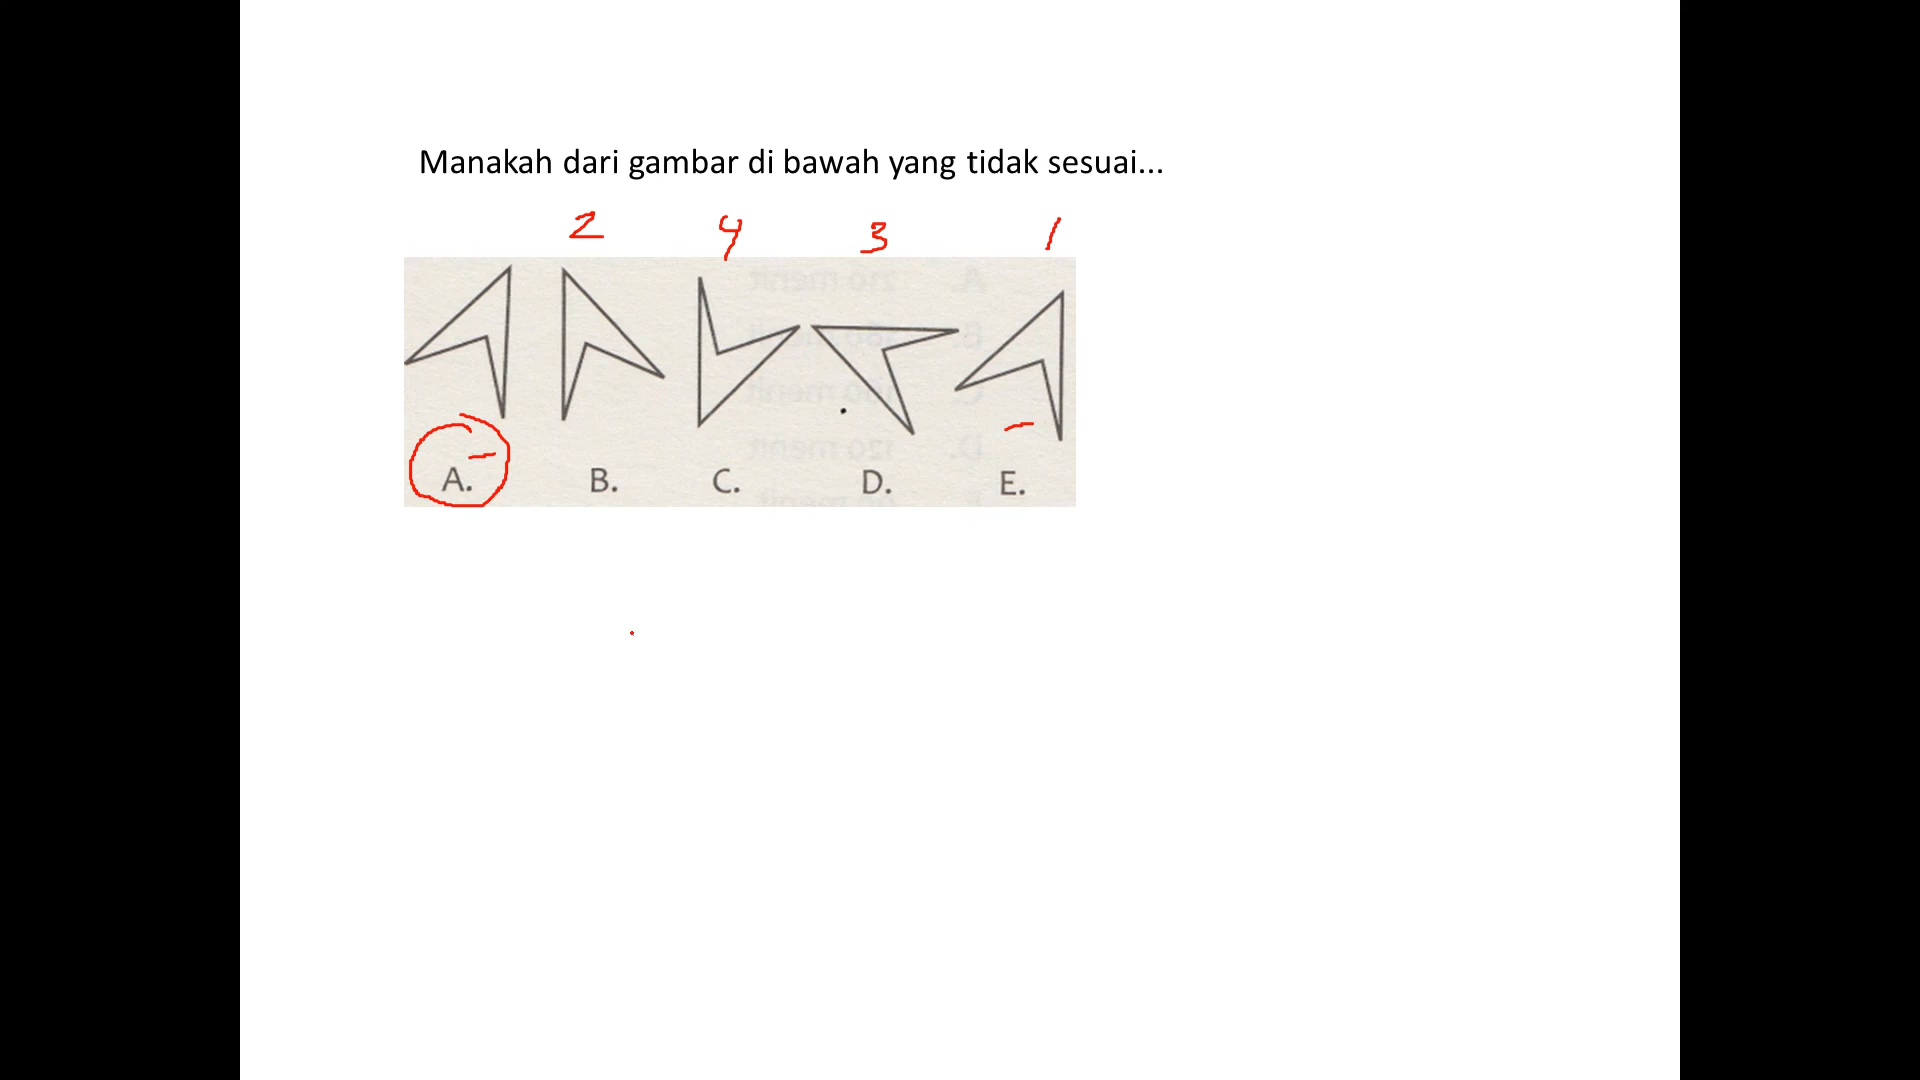 Manakah dari gambar di bawah yang tidak sesuai...
2 4 3 1
A. B. C. D. E.